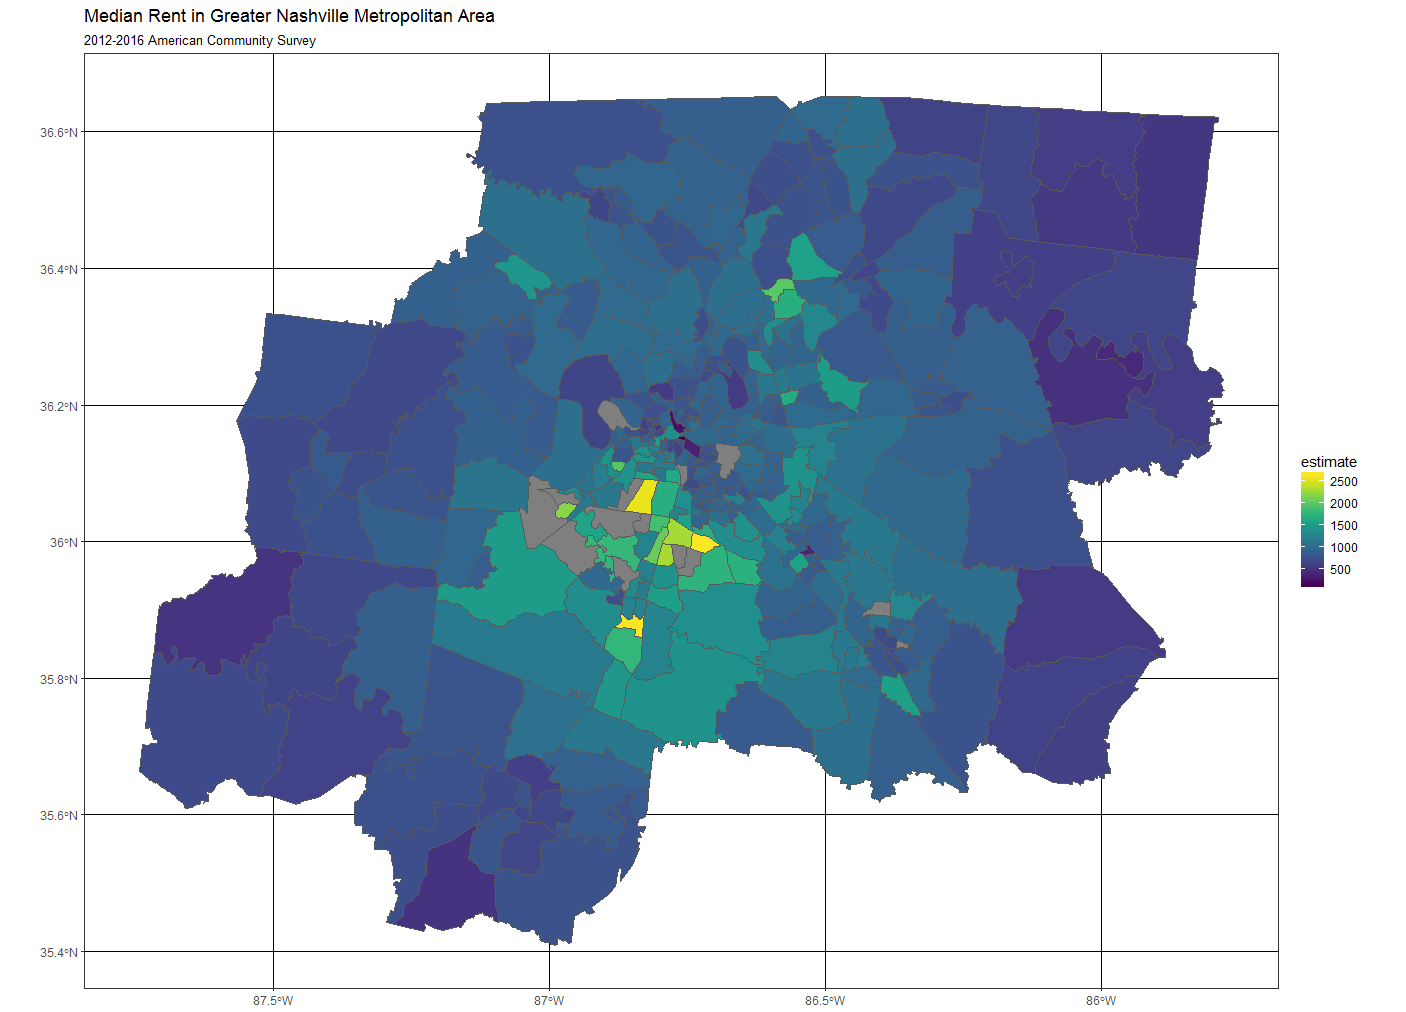 Median Rent in Greater Nashville Metropolitan Area
2012-2016 American Community Survey
36.6°N
36.4°N
36.2°N
36°N
35.8°N
35.6°N
35.4°N
87.5°W
87°W
86.5°W
86°W
estimate
2500
2000
1500
1000
500